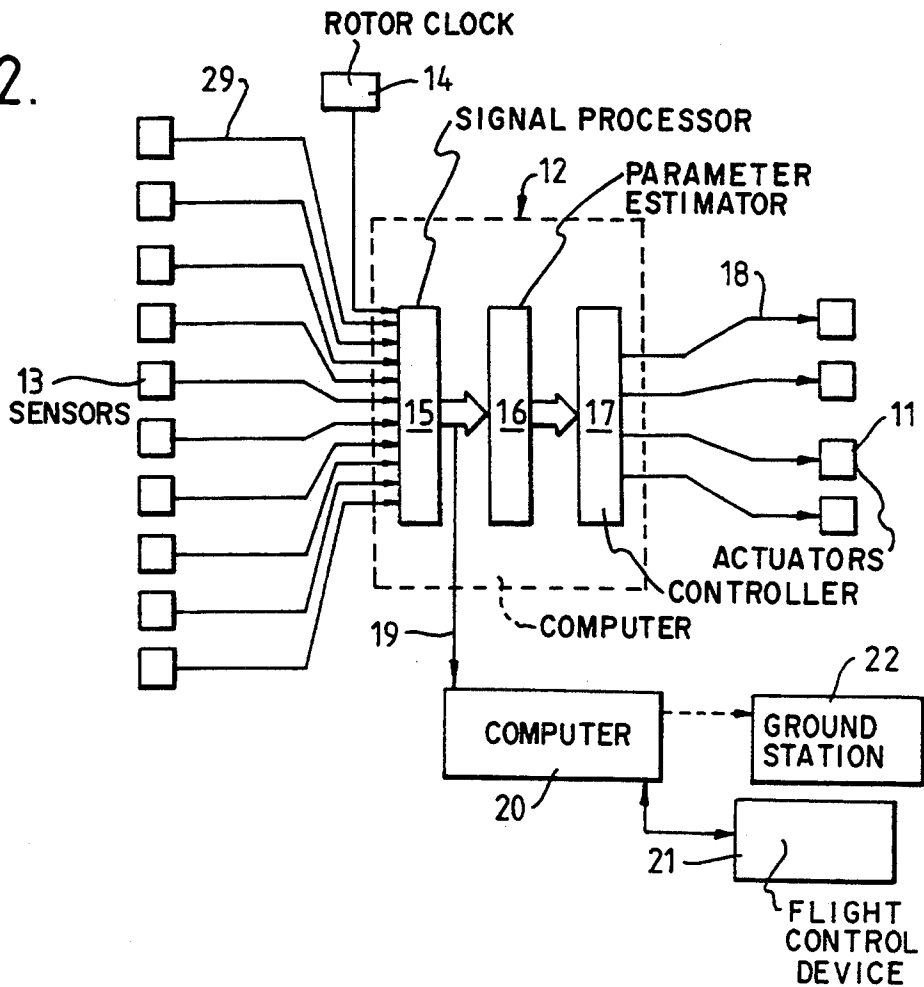 2.
ROTOR CLOCK
14
29
SIGNAL PROCESSOR
12
PARAMETER
ESTIMATOR
18
13
SENSORS
15
16
17
11
ACTUATORS
CONTROLLER
COMPUTER
19
22
COMPUTER
GROUND
STATION
20
21
FLIGHT
CONTROL
DEVICE